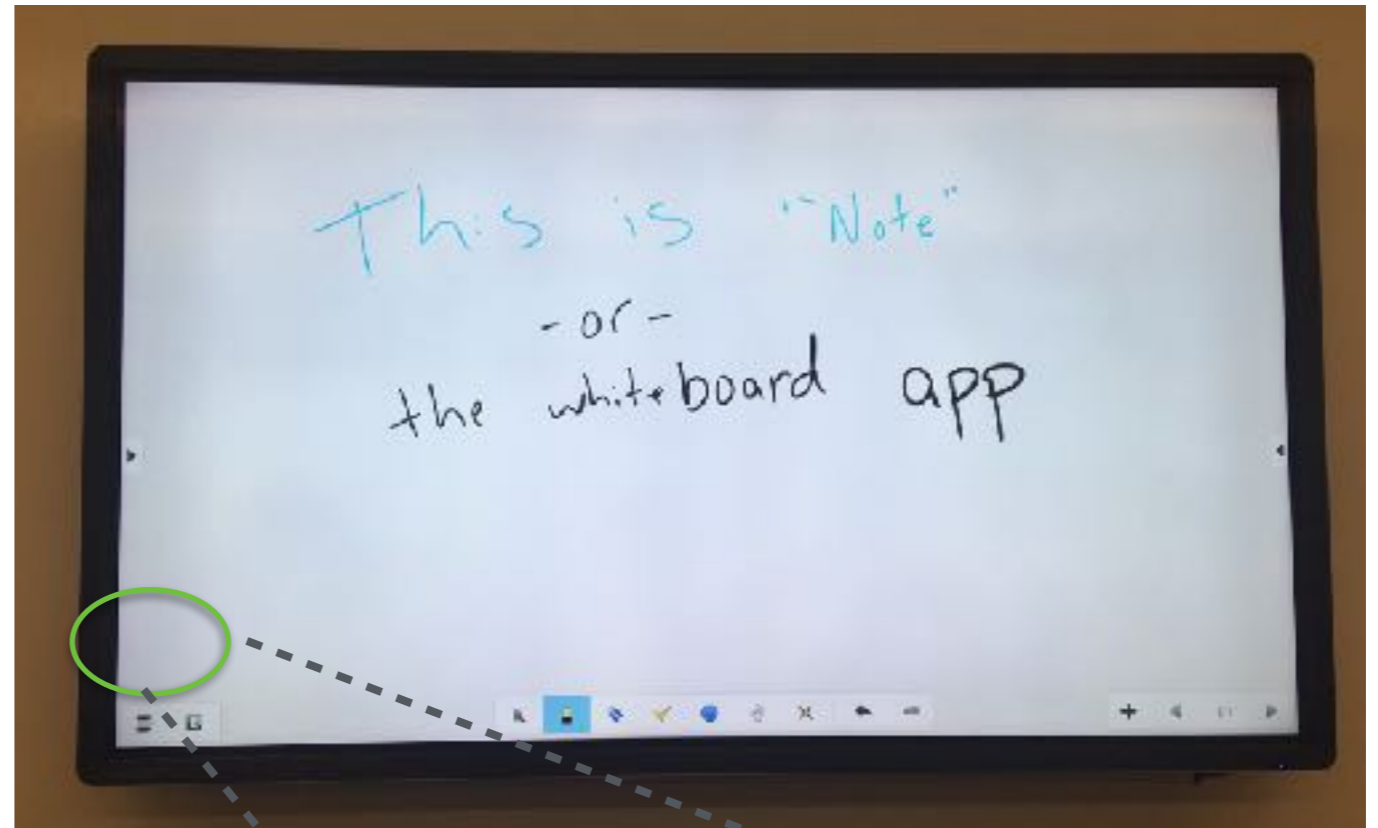 This is "Note"
- or -
the whiteboard app